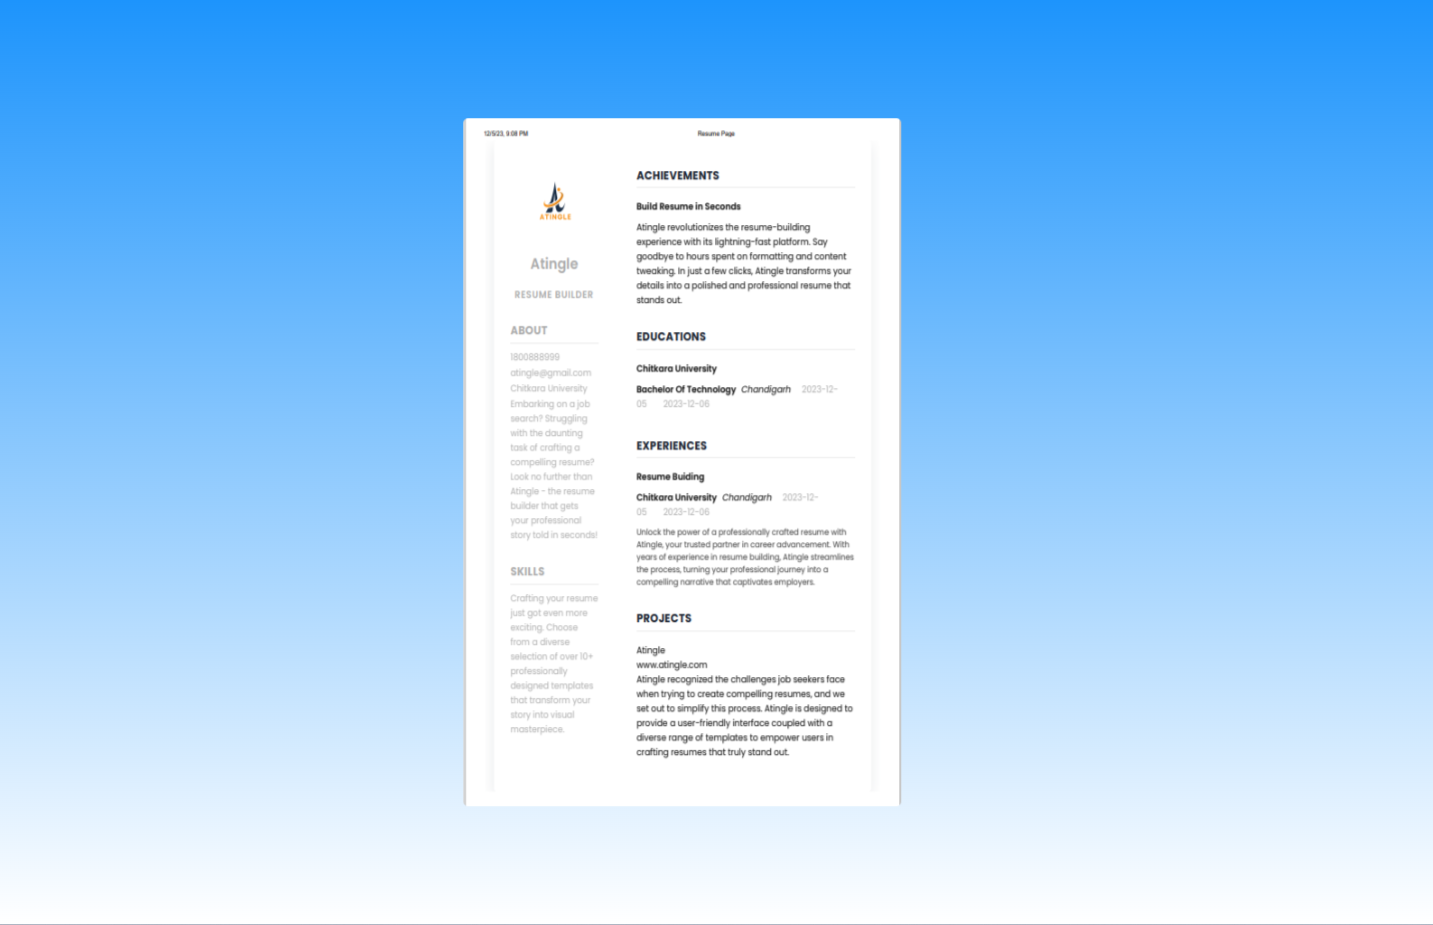 12/5/23, 9:08 PM
Resume Page
ATINGLE
Atingle
RESUME BUILDER
ABOUT
1800888999
atingle@gmail.com
Chitkara University
Embarking on a job
search? Struggling
with the daunting
task of crafting a
compelling resume?
Look no further than
Atingle - the resume
builder that gets
your professional
story told in seconds!
SKILLS
Crafting your resume
just got even more
exciting. Choose
from a diverse
selection of over 10+
professionally
designed templates
that transform your
story into visual
masterpiece.
ACHIEVEMENTS
Build Resume in Seconds
Atingle revolutionizes the resume-building
experience with its lightning-fast platform. Say
goodbye to hours spent on formatting and content
tweaking. In just a few clicks, Atingle transforms your
details into a polished and professional resume that
stands out.
EDUCATIONS
Chitkara University
Bachelor Of Technology Chandigarh 2023-12-
05 2023-12-06
EXPERIENCES
Resume Buiding
Chitkara University Chandigarh 2023-12-
05 2023-12-06
Unlock the power of a professionally crafted resume with
Atingle, your trusted partner in career advancement. With
years of experience in resume building, Atingle streamlines
the process, turning your professional journey into a
compelling narrative that captivates employers.
PROJECTS
Atingle
www.atingle.com
Atingle recognized the challenges job seekers face
when trying to create compelling resumes, and we
set out to simplify this process. Atingle is designed to
provide a user-friendly interface coupled with a
diverse range of templates to empower users in
crafting resumes that truly stand out.